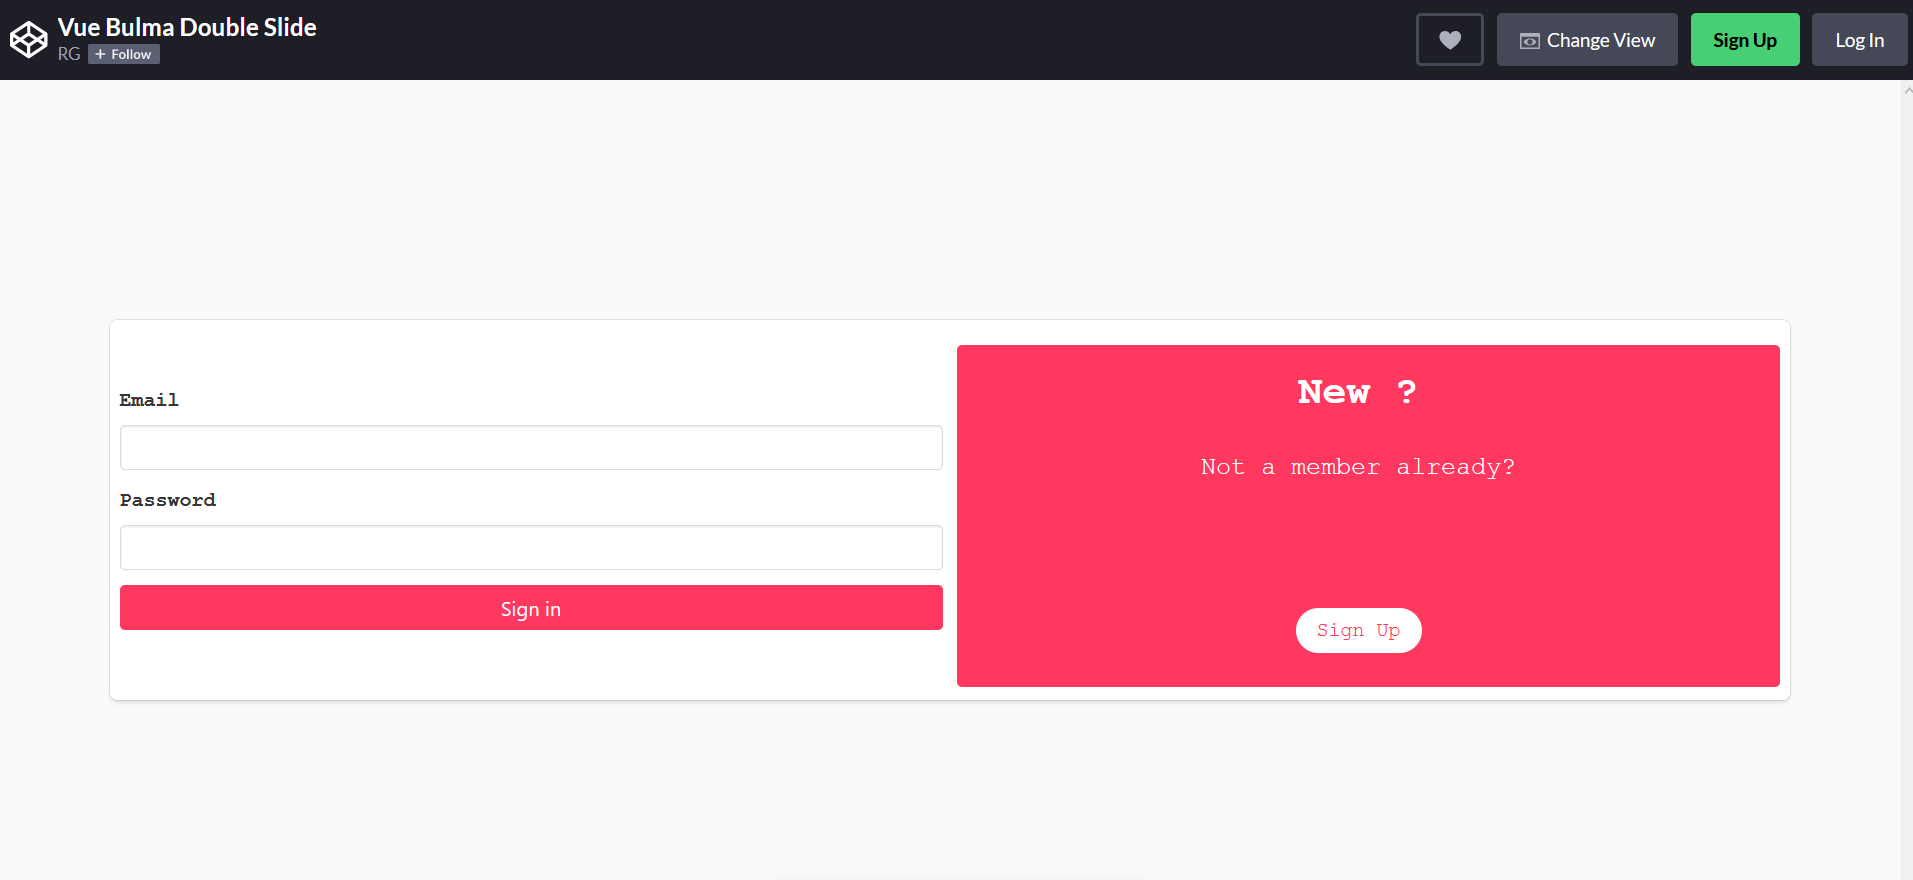 Vue Bulma Double Slide
RG + Follow
Change View
Sign Up
Log In
Email
Password
Sign in
New ?
Not a member already?
Sign Up